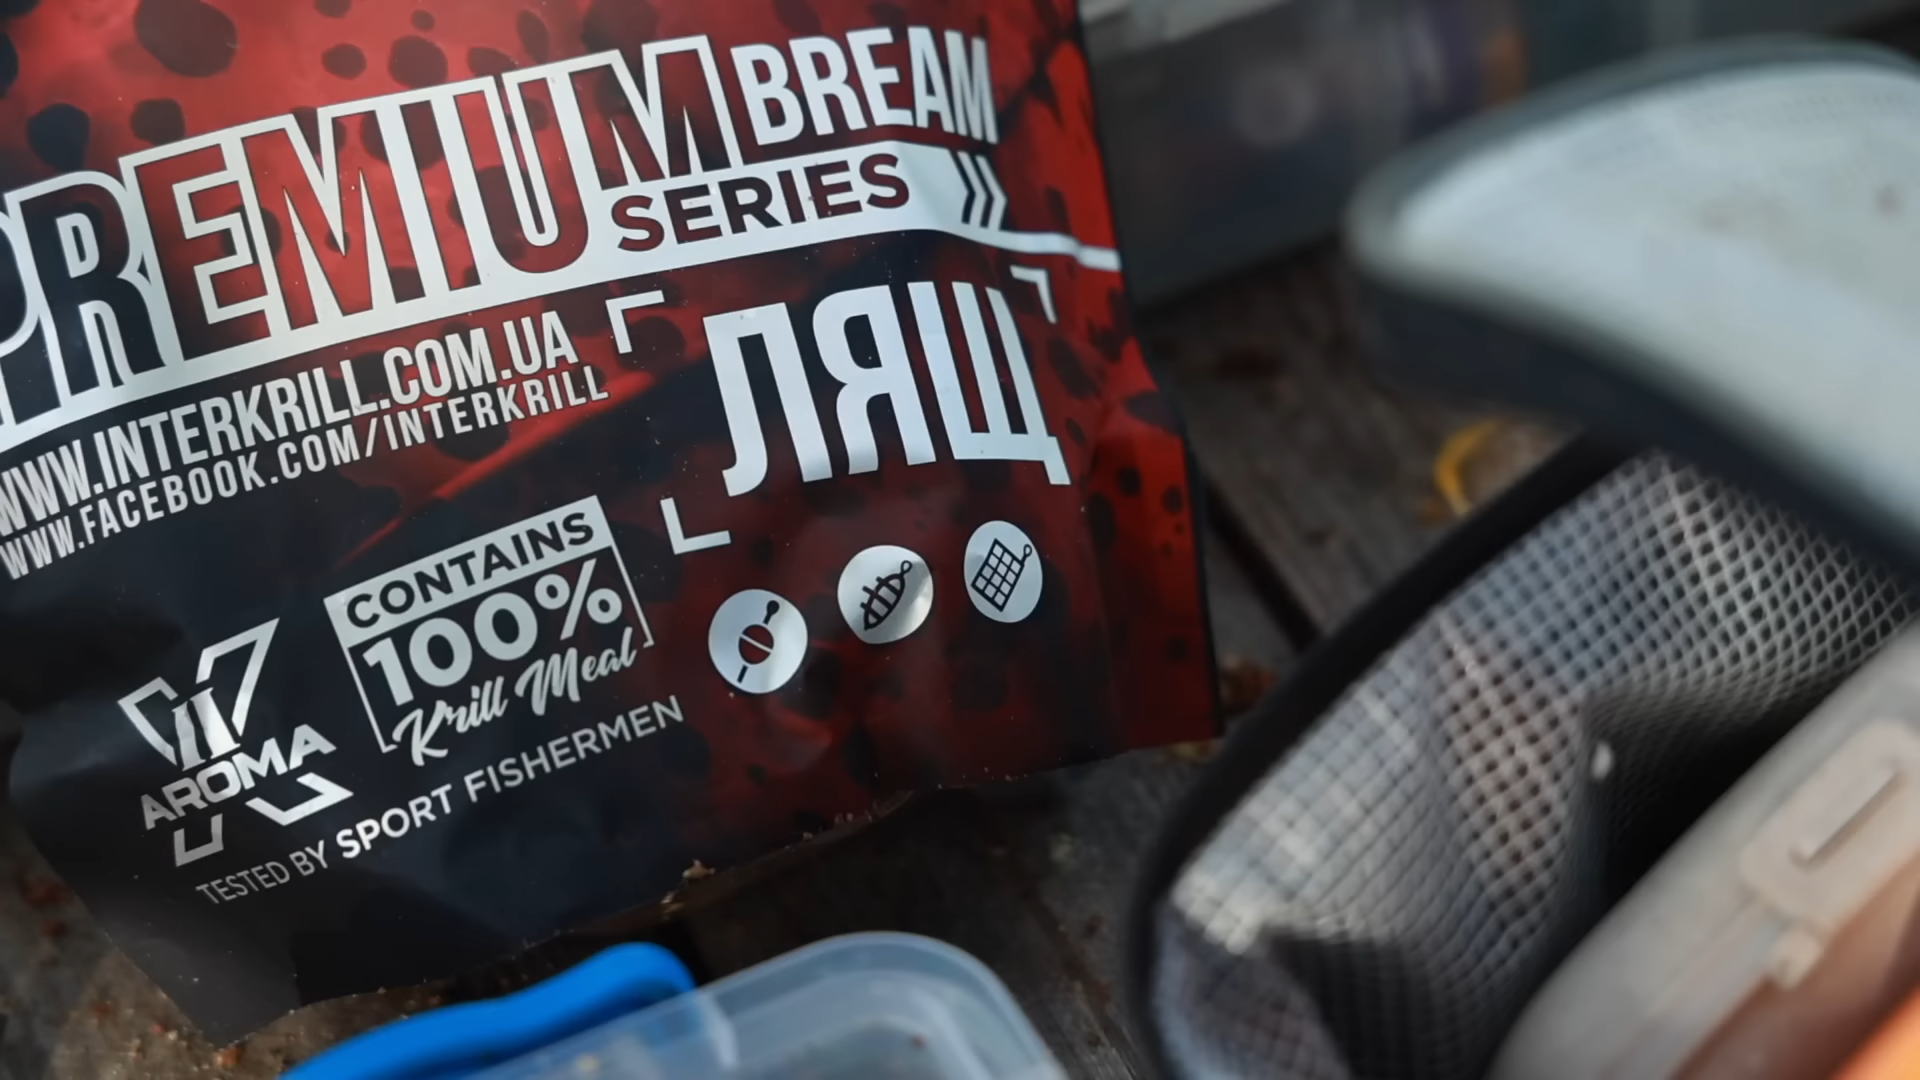 PREMIUM BREAM
SERIES
WWW.INTERKRILL.COM.UA
WWW.FACEBOOK.COM/INTERKRILL
ЛЯЩ
CONTAINS
100%
Krill Meal
AROMA
TESTED BY SPORT FISHERMEN